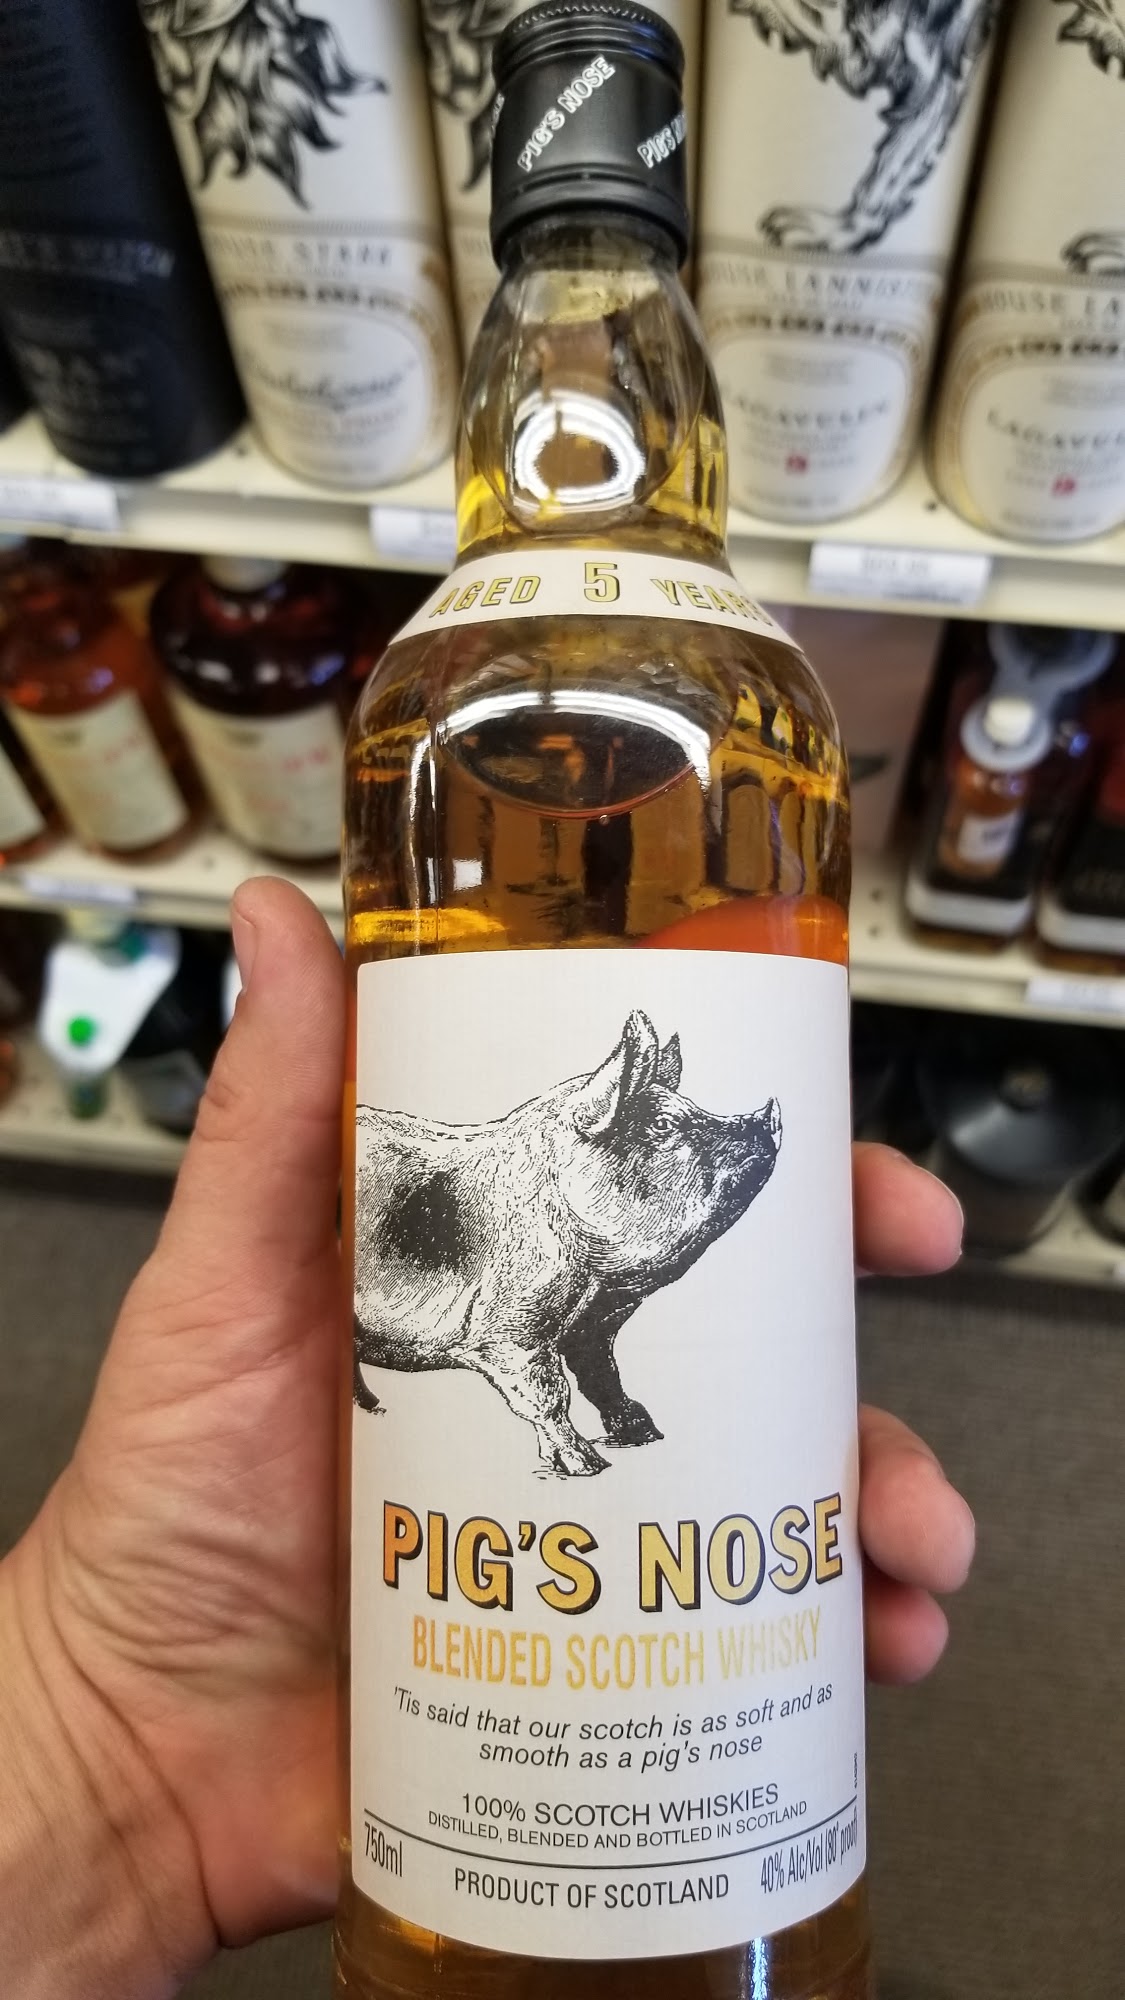 PIG'S NOSE
HOUSE STARK
HOUSE LANNISTER
LAGAVULIN
LAGAVULIN
AGED 5 YEARS
PIG'S NOSE
BLENDED SCOTCH WHISKY
'Tis said that our scotch is as soft and as
smooth as a pig's nose
100% SCOTCH WHISKIES
DISTILLED, BLENDED AND BOTTLED IN SCOTLAND
750ml
PRODUCT OF SCOTLAND
40% Alc/Vol (80° proof)